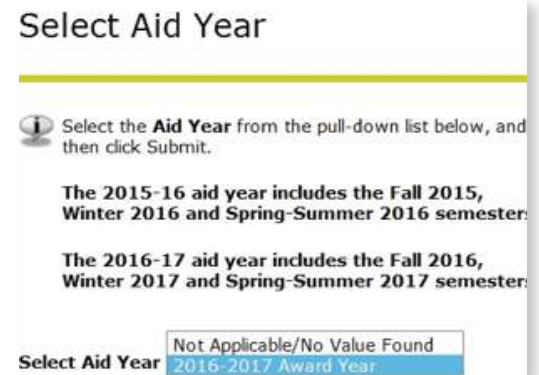 Select Aid Year
Select the Aid Year from the pull-down list below, and
then click Submit.
The 2015-16 aid year includes the Fall 2015,
Winter 2016 and Spring-Summer 2016 semester
The 2016-17 aid year includes the Fall 2016,
Winter 2017 and Spring-Summer 2017 semester
Not Applicable/No Value Found
Select Aid Year 2016-2017 Award Year